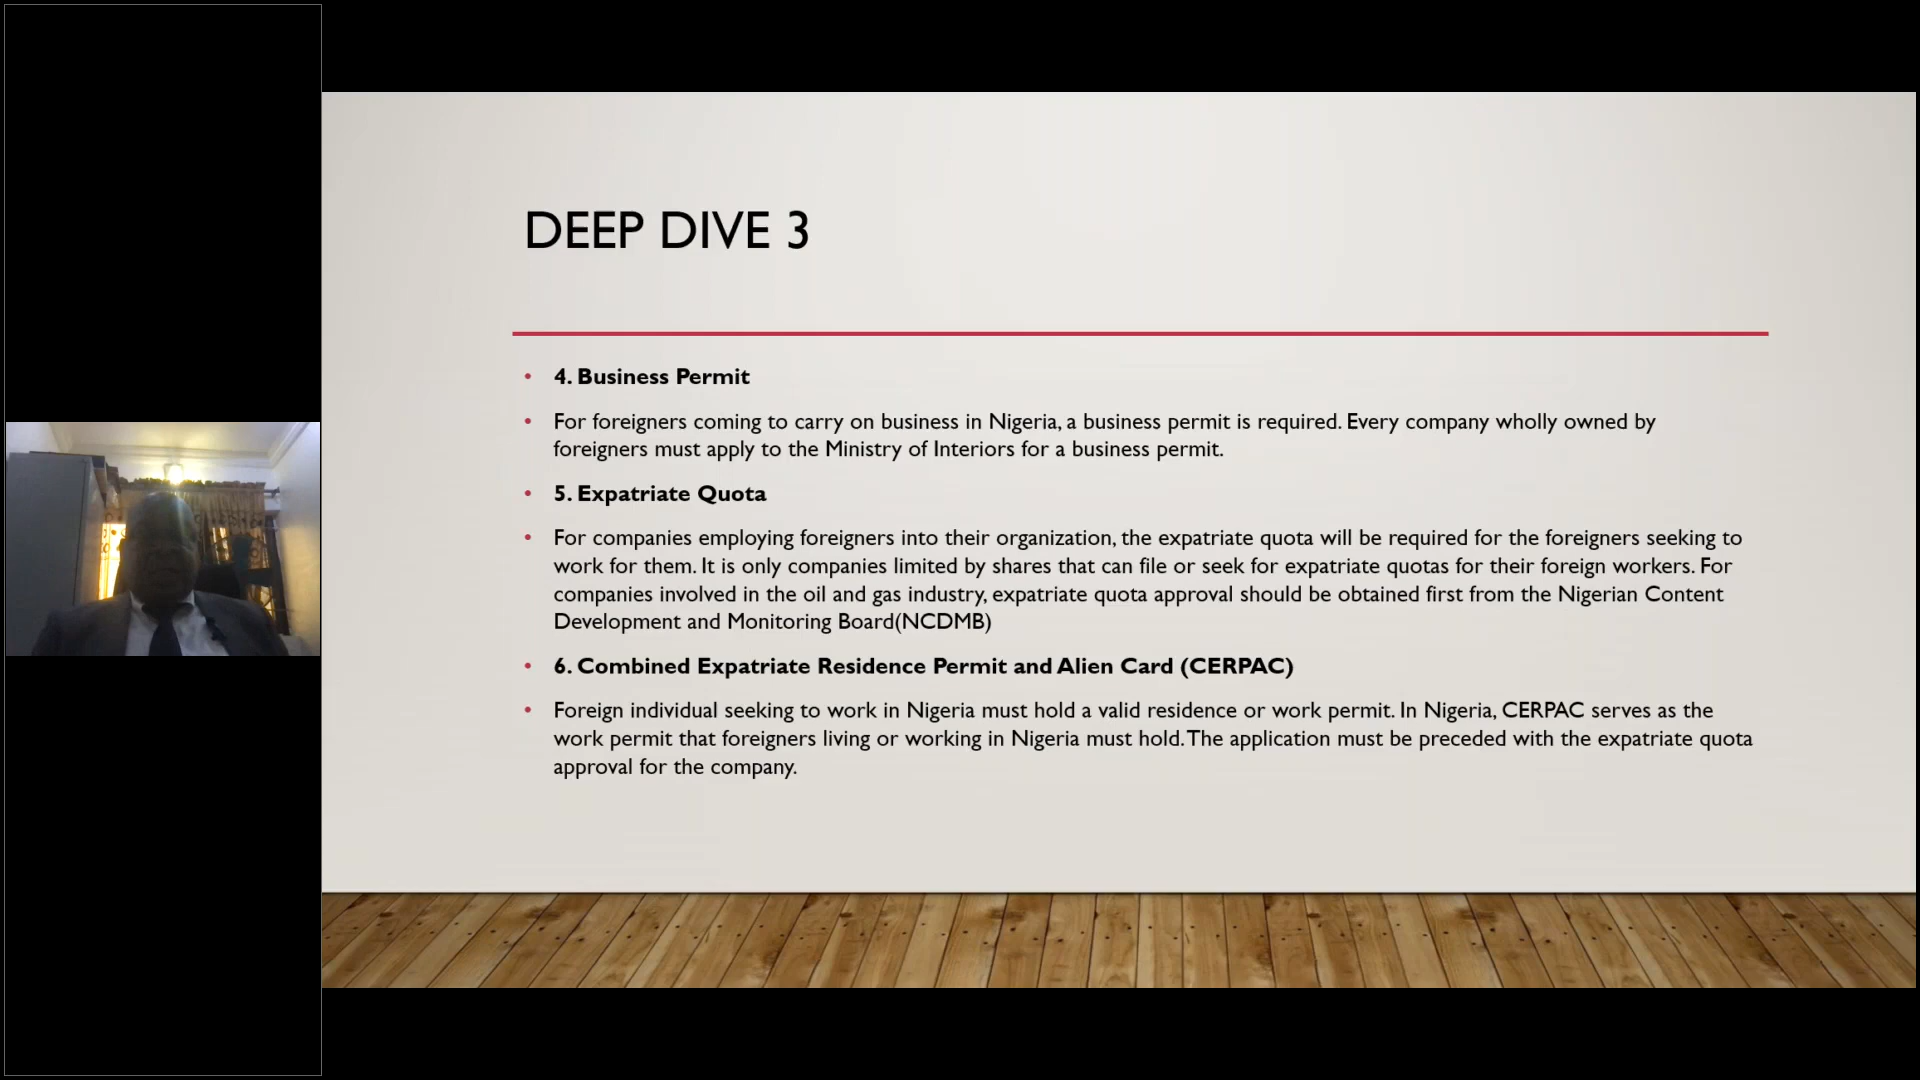 DEEP DIVE 3
• 4. Business Permit
• For foreigners coming to carry on business in Nigeria, a business permit is required. Every company wholly owned by
foreigners must apply to the Ministry of Interiors for a business permit.
• 5. Expatriate Quota
• For companies employing foreigners into their organization, the expatriate quota will be required for the foreigners seeking to
work for them. It is only companies limited by shares that can file or seek for expatriate quotas for their foreign workers. For
companies involved in the oil and gas industry, expatriate quota approval should be obtained first from the Nigerian Content
Development and Monitoring Board(NCDMB)
• 6. Combined Expatriate Residence Permit and Alien Card (CERPAC)
• Foreign individual seeking to work in Nigeria must hold a valid residence or work permit. In Nigeria, CERPAC serves as the
work permit that foreigners living or working in Nigeria must hold. The application must be preceded with the expatriate quota
approval for the company.